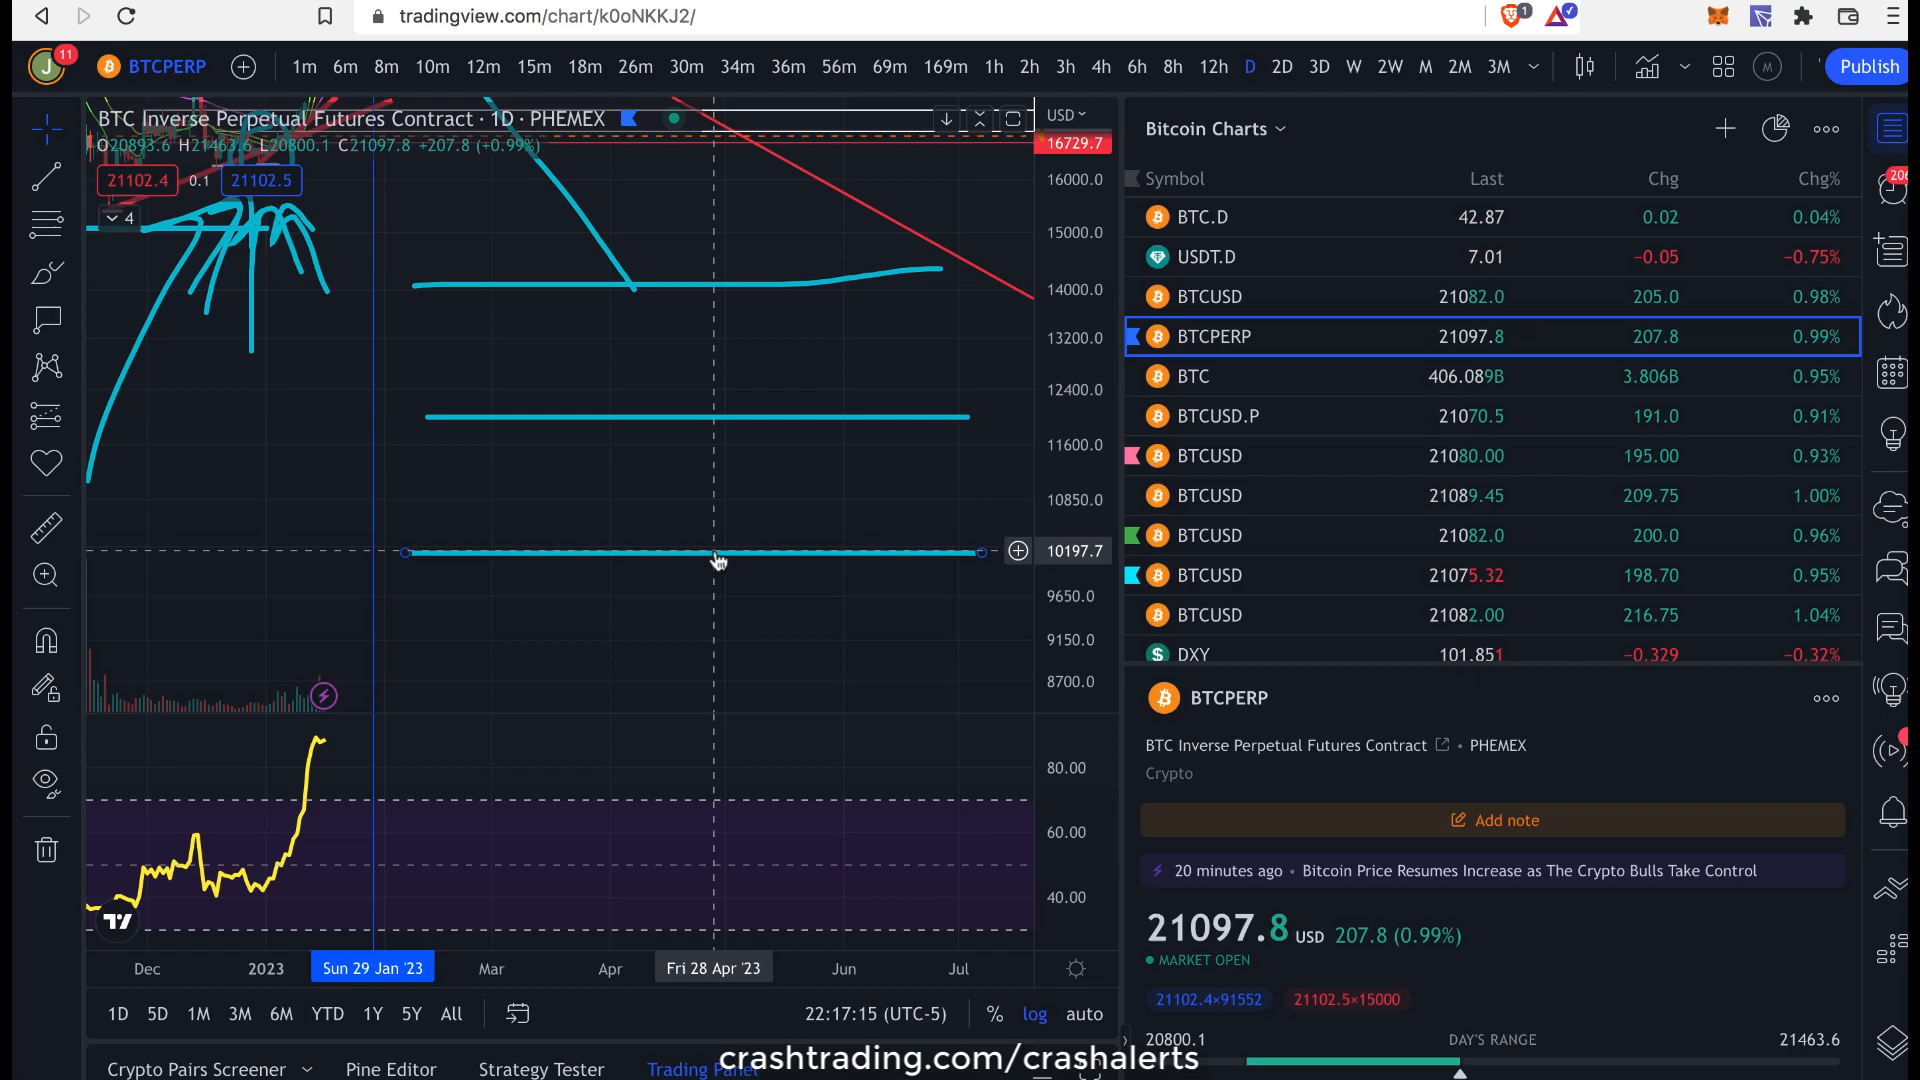 tradingview.com/chart/k0oNKKJ2/
1
J 11 BTCPERP 1m 6m 8m 10m 12m 15m 18m 26m 30m 34m 36m 56m 69m 169m 1h 2h 3h 4h 6h 8h 12h D 2D 3D W 2W M 2M 3M M Publish
BTC Inverse Perpetual Futures Contract · 1D · PHEMEX
O20893.6 H21463.6 L20800.1 C21097.8 +207.8 (+0.99%)
21102.4 0.1 21102.5
4
USD
16729.7
16000.0
15000.0
14000.0
13200.0
12400.0
11600.0
10850.0
10197.7
9650.0
9150.0
8700.0
80.00
60.00
40.00
Dec 2023 Sun 29 Jan '23 Mar Apr Fri 28 Apr '23 Jun Jul
1D 5D 1M 3M 6M YTD 1Y 5Y All 22:17:15 (UTC-5) % log auto
Crypto Pairs Screener Pine Editor Strategy Tester Trading Panel
Bitcoin Charts
Symbol Last Chg Chg%
BTC.D 42.87 0.02 0.04%
USDT.D 7.01 −0.05 −0.75%
BTCUSD 21082.0 205.0 0.98%
BTCPERP 21097.8 207.8 0.99%
BTC 406.089B 3.806B 0.95%
BTCUSD.P 21070.5 191.0 0.91%
BTCUSD 21080.00 195.00 0.93%
BTCUSD 21089.45 209.75 1.00%
BTCUSD 21082.0 200.0 0.96%
BTCUSD 21075.32 198.70 0.95%
BTCUSD 21082.00 216.75 1.04%
DXY 101.851 −0.329 −0.32%
BTCPERP
BTC Inverse Perpetual Futures Contract • PHEMEX
Crypto
Add note
20 minutes ago • Bitcoin Price Resumes Increase as The Crypto Bulls Take Control
21097.8 USD 207.8 (0.99%)
MARKET OPEN
21102.4×91552 21102.5×15000
20800.1 DAY'S RANGE 21463.6
crashtrading.com/crashalerts